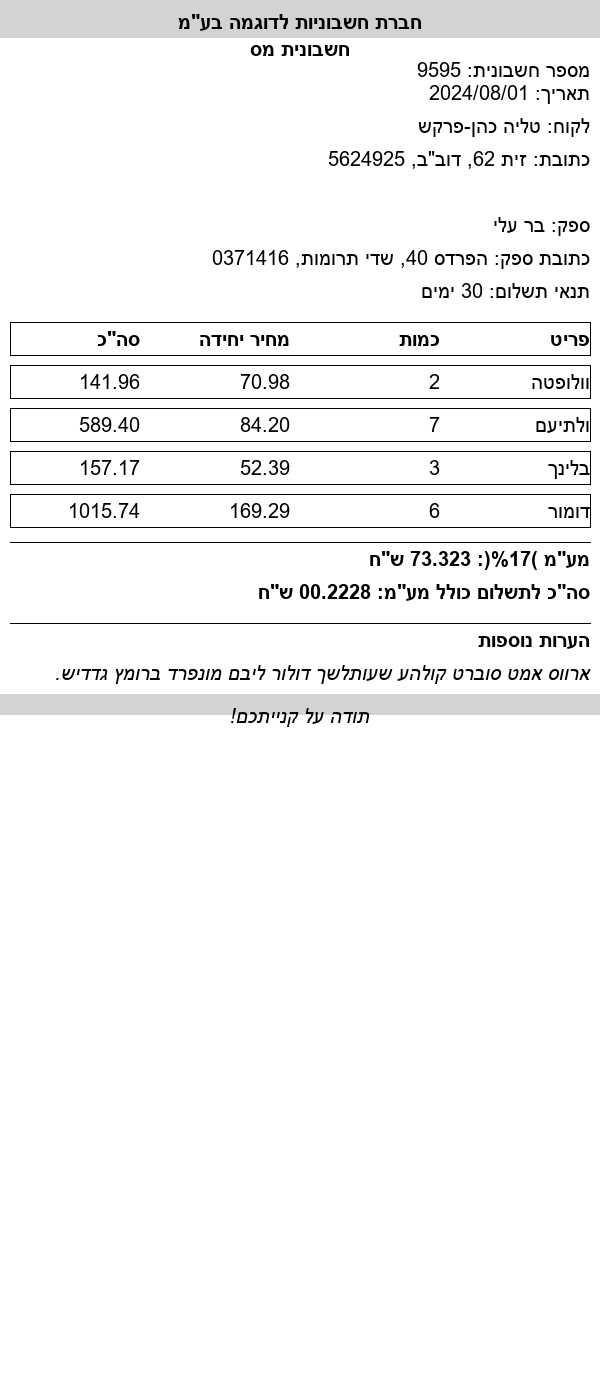 חברת חשבוניות לדוגמה בע"מ
חשבונית מס
מספר חשבונית: 9595
תאריך: 2024/08/01
לקוח: טליה כהן-פרקש
כתובת: זית 62, דוב"ב, 5624925
ספק: בר עלי
כתובת ספק: הפרדס 40, שדי תרומות, 0371416
תנאי תשלום: 30 ימים
פריט כמות מחיר יחידה סה"כ
וולופטה 2 70.98 141.96
ולתיעם 7 84.20 589.40
בלינך 3 52.39 157.17
דומור 6 169.29 1015.74
מע"מ )17%(: 73.323 ש"ח
סה"כ לתשלום כולל מע"מ: 00.2228 ש"ח
הערות נוספות
ארווס אמט סוברט קולהע שעותלשך דולור ליבם מונפרד ברומץ גדדיש.
תודה על קנייתכם!